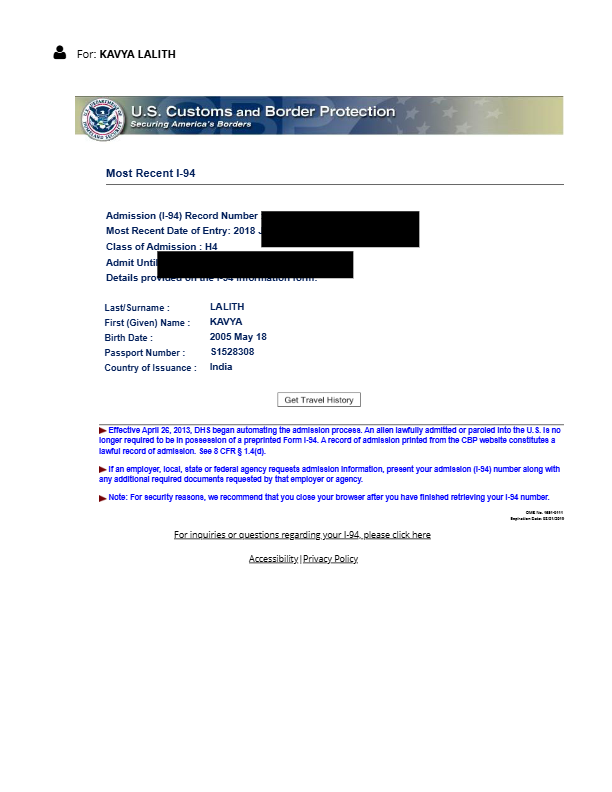 For: KAVYA LALITH
U.S. Customs and Border Protection
Securing America's Borders
Most Recent I-94
Admission (I-94) Record Number
Most Recent Date of Entry: 2018
Class of Admission : H4
Admit Until
Details provided on the I-94 Information form:
Last/Surname : LALITH
First (Given) Name : KAVYA
Birth Date : 2005 May 18
Passport Number : S1528308
Country of Issuance : India
Get Travel History
Effective April 26, 2013, DHS began automating the admission process. An alien lawfully admitted or paroled into the U.S. is no
longer required to be in possession of a preprinted Form I-94. A record of admission printed from the CBP website constitutes a
lawful record of admission. See 8 CFR § 1.4(d).
If an employer, local, state or federal agency requests admission information, present your admission (I-94) number along with
any additional required documents requested by that employer or agency.
Note: For security reasons, we recommend that you close your browser after you have finished retrieving your I-94 number.
OMB No. 1651-0111
Expiration Date:
For inquiries or questions regarding your I-94, please click here
Accessibility|Privacy Policy